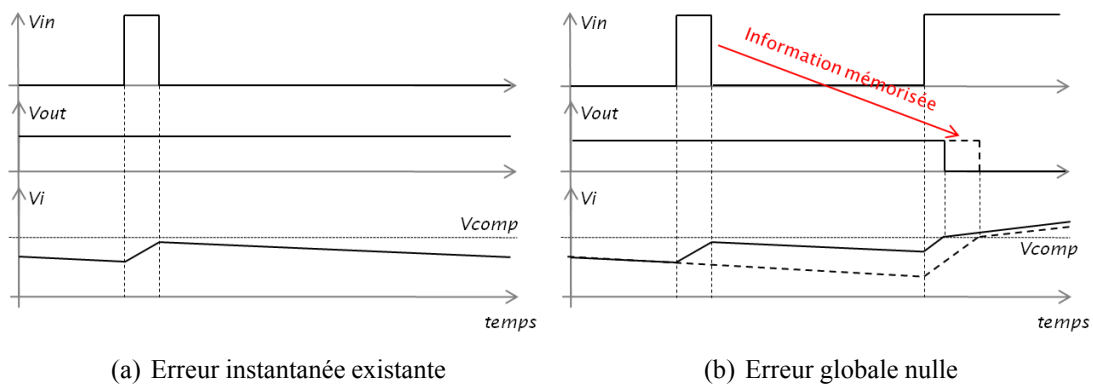 Vin
Vout
Vi
Vcomp
temps
(a) Erreur instantanée existante
Vin
Information mémorisée
Vout
Vi
Vcomp
temps
(b) Erreur globale nulle